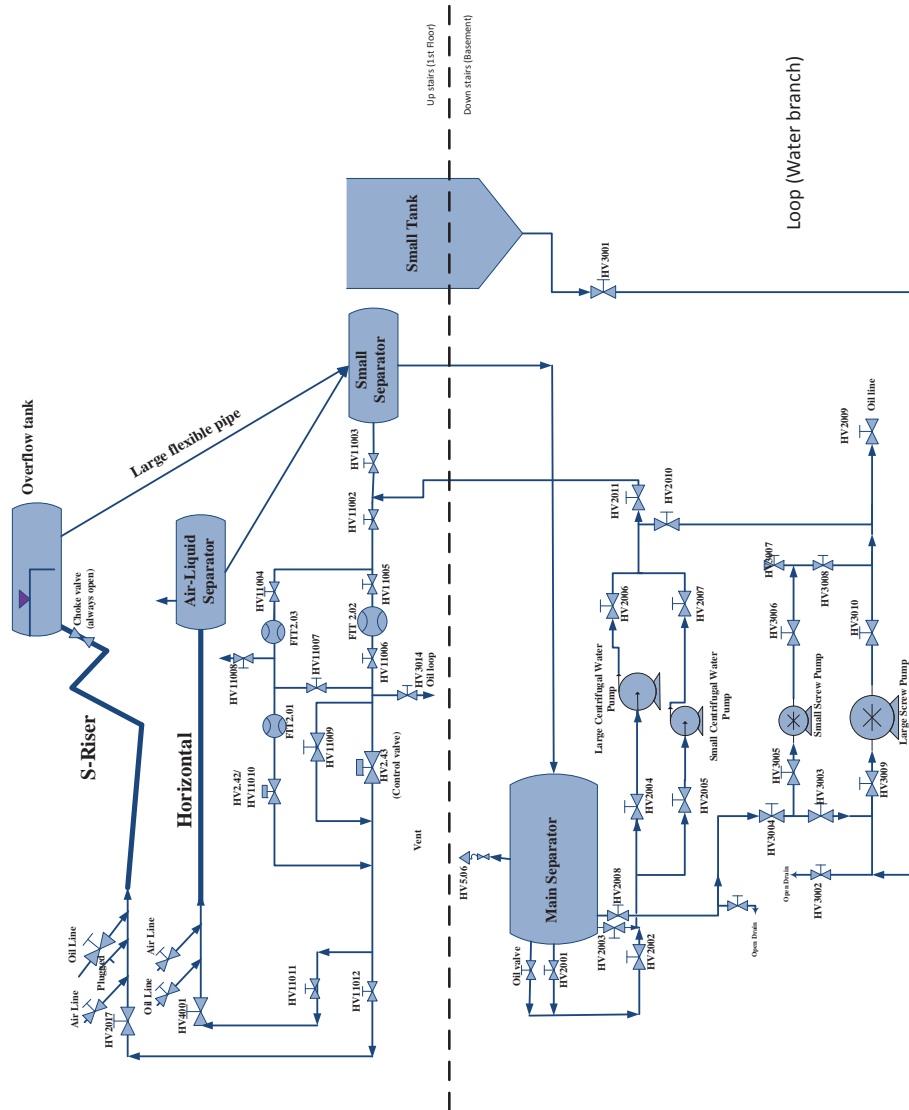 Overflow tank
Choke valve
(always open)
S-Riser
Oil Line
Plugged
Air Line
HV2017
Large flexible pipe
Air-Liquid
Separator
Horizontal
Air Line
Oil Line
HV4001
HV11004
FIT2.03
HV11008
HV11007
FIT2.01
HV2.42/
HV11010
HV11011
Small
Separator
HV11003
HV11002
HV11005
FIT 2.02
HV11006
HV11009
HV3014
Oil loop
HV2.43
(Control valve)
HV11012
Vent
Small Tank
Up stairs (1st Floor)
Down stairs (Basement)
HV3001
Loop (Water branch)
HV5.06
Main Separator
Oil valve
HV2001
HV2003
HV2008
HV2002
HV2011
HV2010
HV2006
HV2007
Large Centrifugal Water
Pump
Small Centrifugal Water
Pump
HV2004
HV2005
Open Drain
HV2009
Oil line
HV3008
HV3006
HV3010
Small Screw Pump
Large Screw Pump
HV3005
HV3003
HV3009
HV3004
Open Drain
HV3002